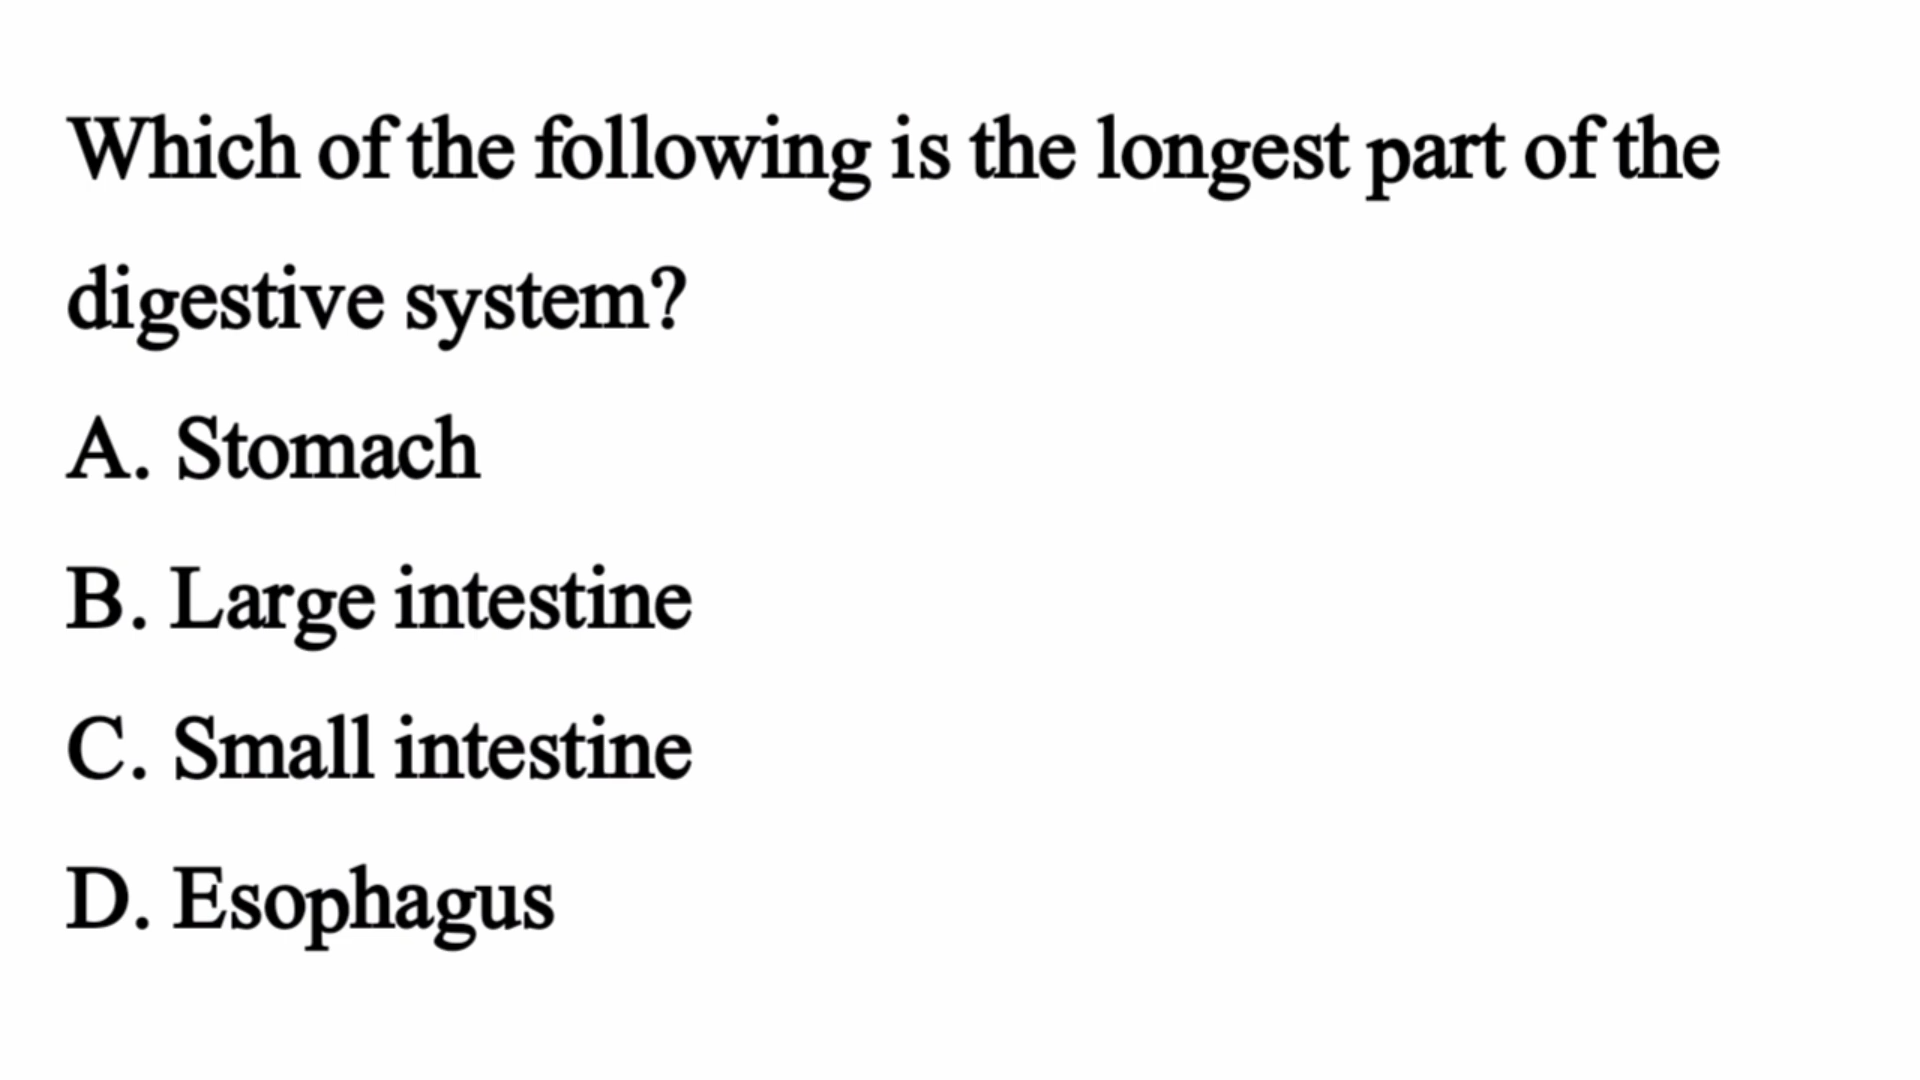 Which of the following is the longest part of the
digestive system?
A. Stomach
B. Large intestine
C. Small intestine
D. Esophagus